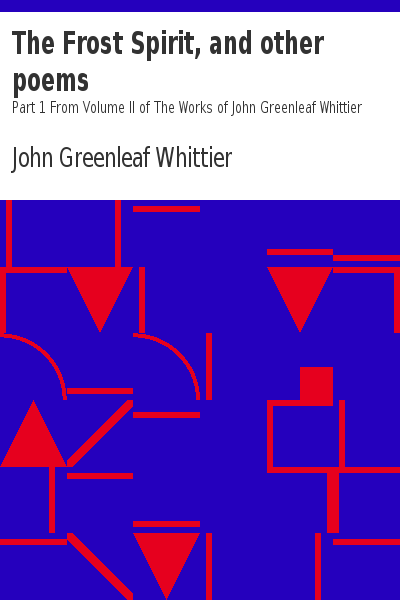 The Frost Spirit, and other
poems
Part 1 From Volume II of The Works of John Greenleaf Whittier
John Greenleaf Whittier